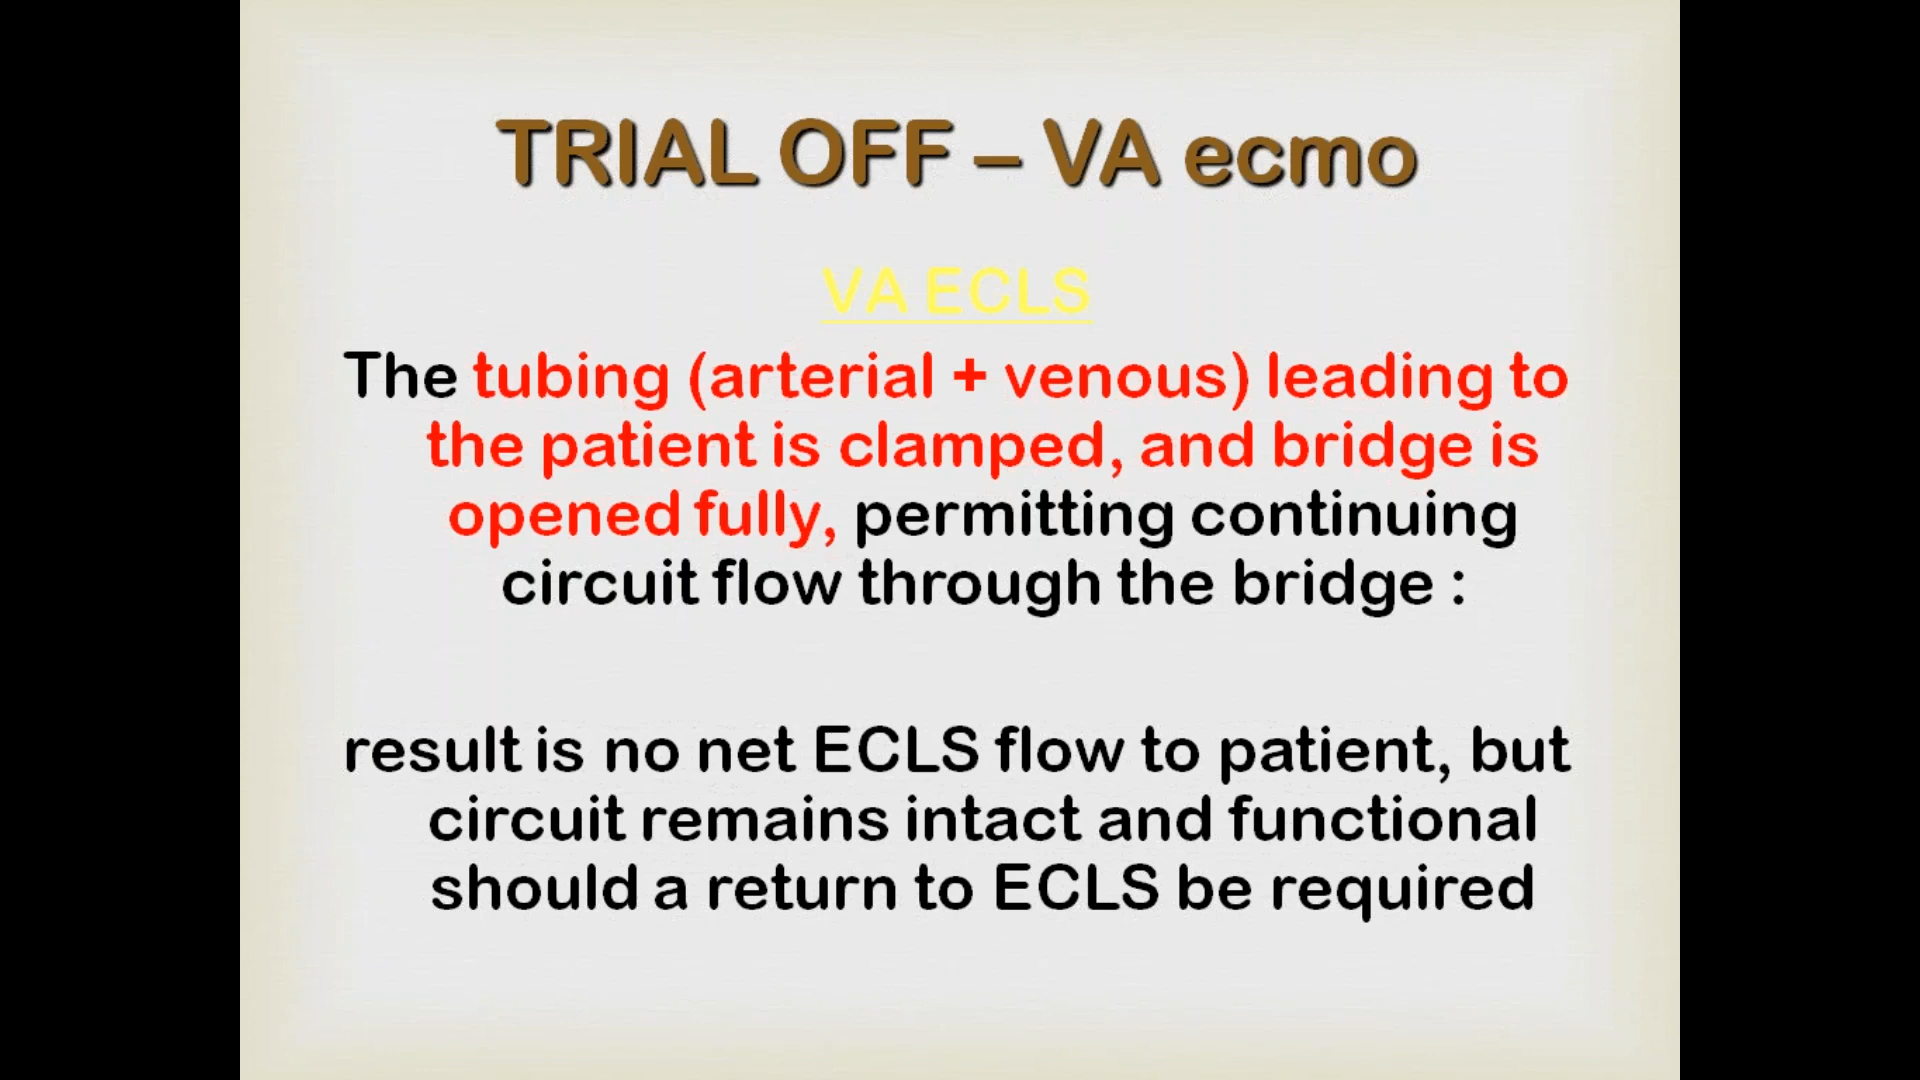 TRIAL OFF – VA ecmo
VA ECLS
The tubing (arterial + venous) leading to
the patient is clamped, and bridge is
opened fully, permitting continuing
circuit flow through the bridge :
result is no net ECLS flow to patient, but
circuit remains intact and functional
should a return to ECLS be required